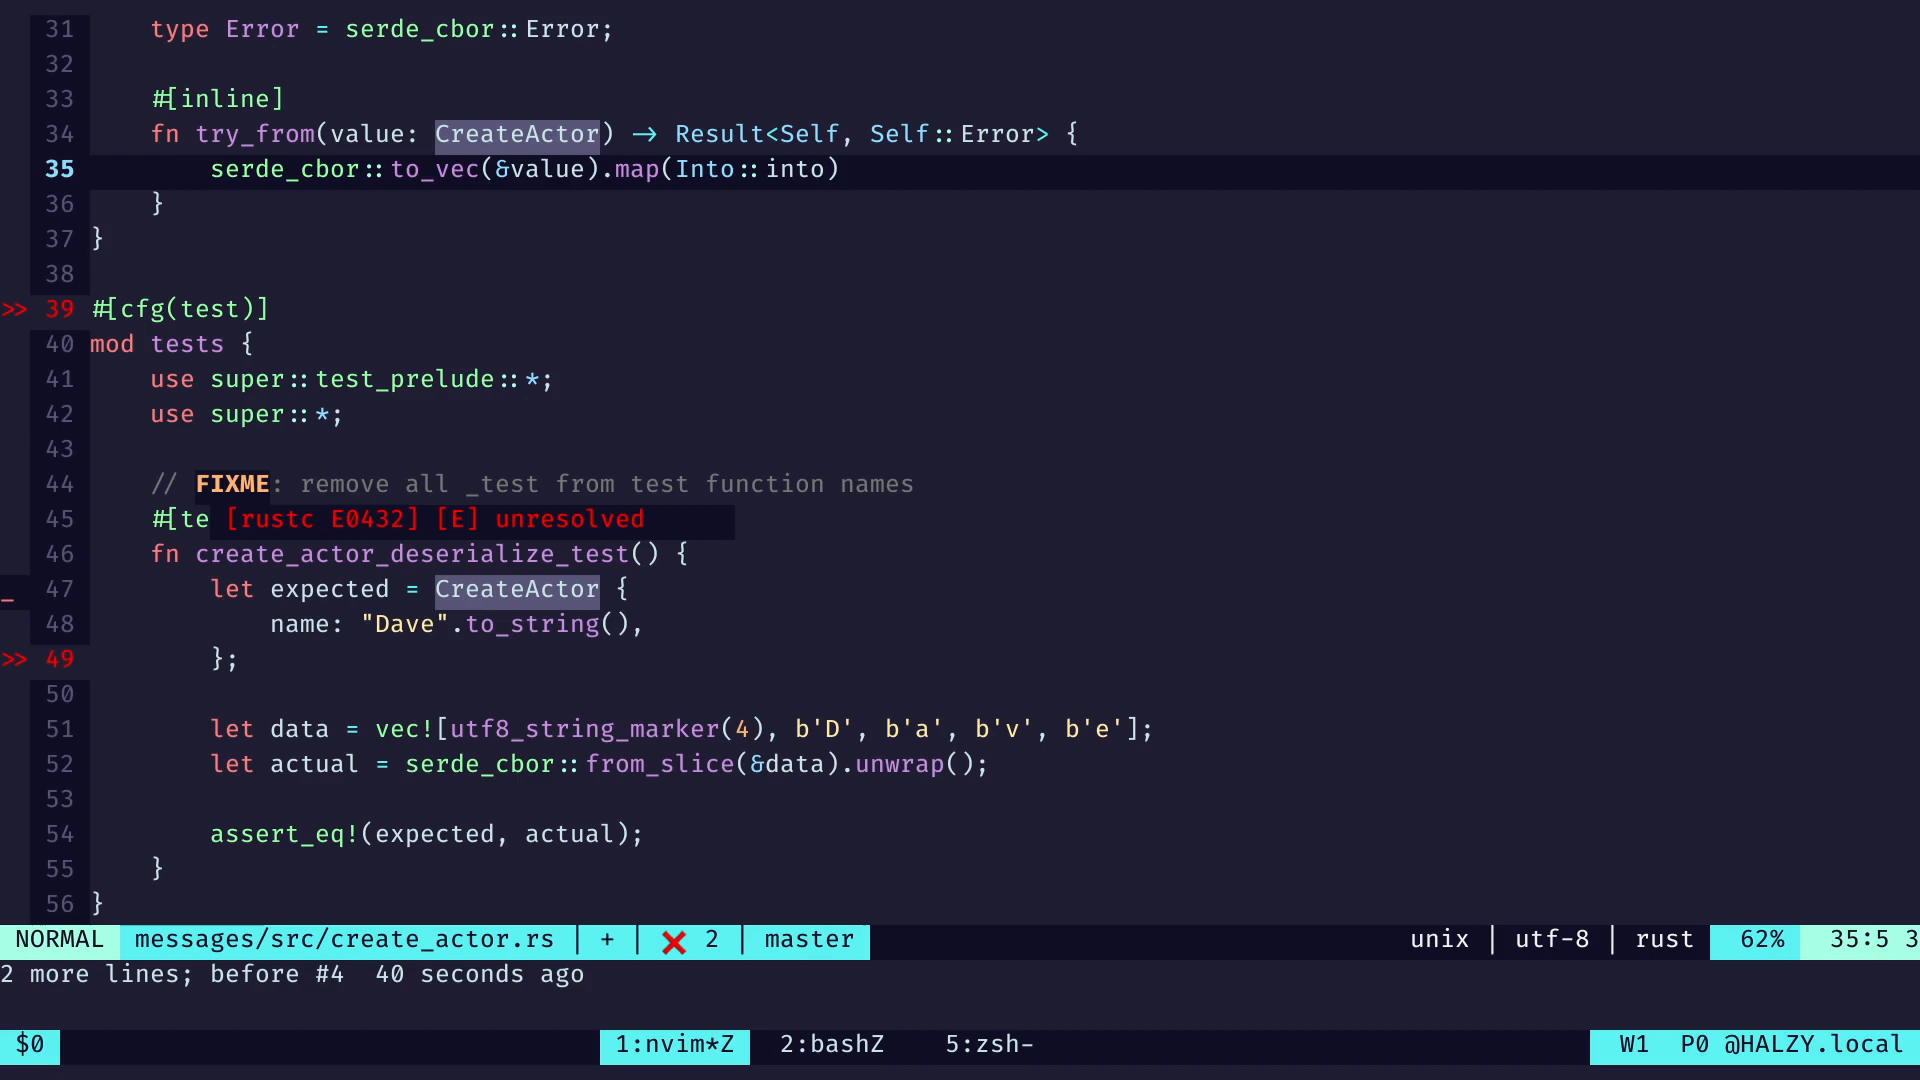 31     type Error = serde_cbor::Error;
32
33     #[inline]
34     fn try_from(value: CreateActor) -> Result<Self, Self::Error> {
35         serde_cbor::to_vec(&value).map(Into::into)
36     }
37 }
38
>> 39 #[cfg(test)]
40 mod tests {
41     use super::test_prelude::*;
42     use super::*;
43
44     // FIXME: remove all _test from test function names
45     #[te [rustc E0432] [E] unresolved
46     fn create_actor_deserialize_test() {
_ 47         let expected = CreateActor {
48             name: "Dave".to_string(),
>> 49         };
50
51         let data = vec![utf8_string_marker(4), b'D', b'a', b'v', b'e'];
52         let actual = serde_cbor::from_slice(&data).unwrap();
53
54         assert_eq!(expected, actual);
55     }
56 }
NORMAL messages/src/create_actor.rs | + | ❌ 2 | master unix | utf-8 | rust 62% 35:5 3
2 more lines; before #4  40 seconds ago
$0 1:nvim*Z 2:bashZ 5:zsh- W1 P0 @HALZY.local